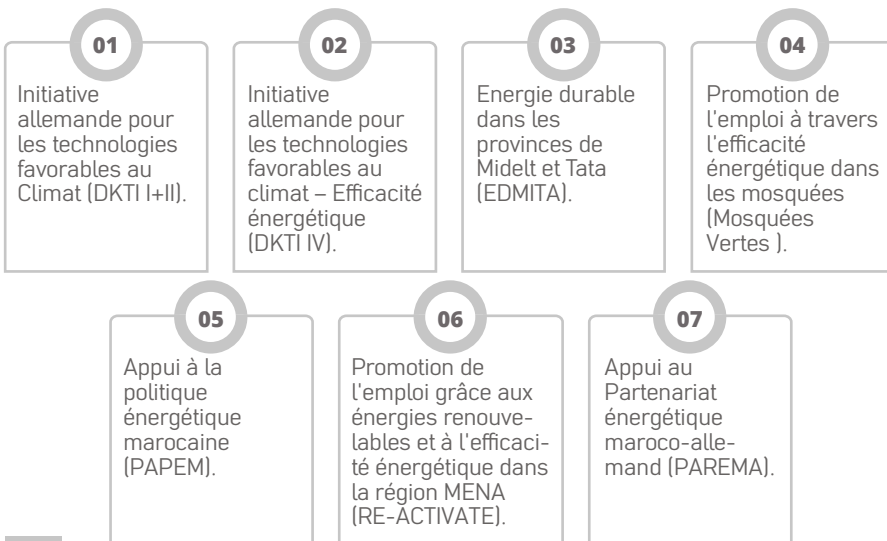 01
Initiative
allemande pour
les technologies
favorables au
Climat (DKTI I+II).
02
Initiative
allemande pour
les technologies
favorables au
climat – Efficacité
énergétique
(DKTI IV).
03
Energie durable
dans les
provinces de
Midelt et Tata
(EDMITA).
04
Promotion de
l'emploi à travers
l'efficacité
énergétique dans
les mosquées
(Mosquées
Vertes ).
05
Appui à la
politique
énergétique
marocaine
(PAPEM).
06
Promotion de
l'emploi grâce aux
énergies renouve-
lables et à l'efficaci-
té énergétique dans
la région MENA
(RE-ACTIVATE).
07
Appui au
Partenariat
énergétique
maroco-alle-
mand (PAREMA).